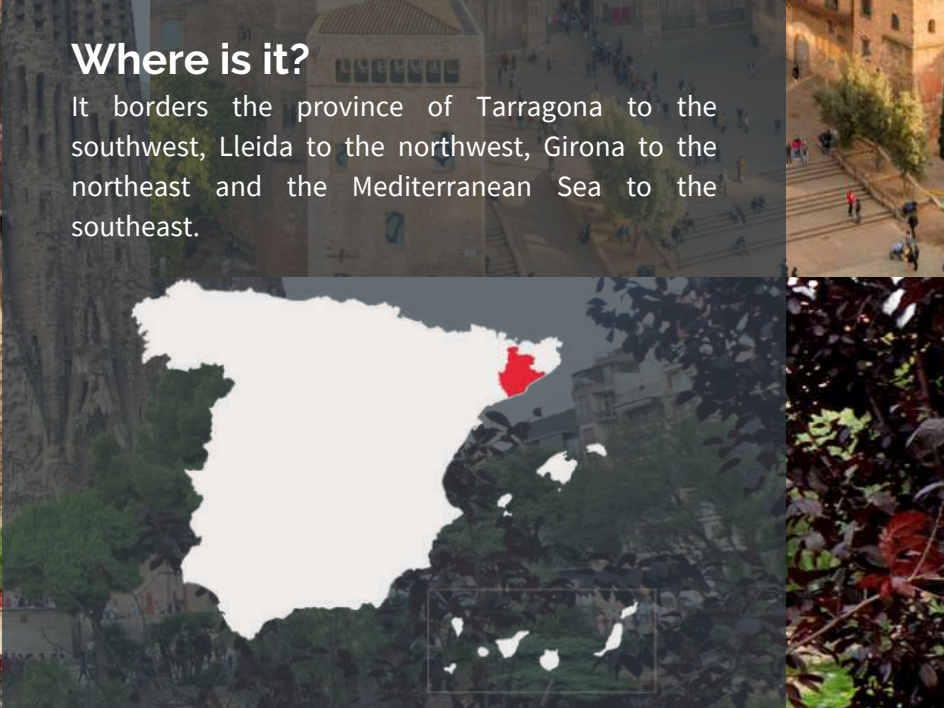 Where is it?
It borders the province of Tarragona to the
southwest, Lleida to the northwest, Girona to the
northeast and the Mediterranean Sea to the
southeast.